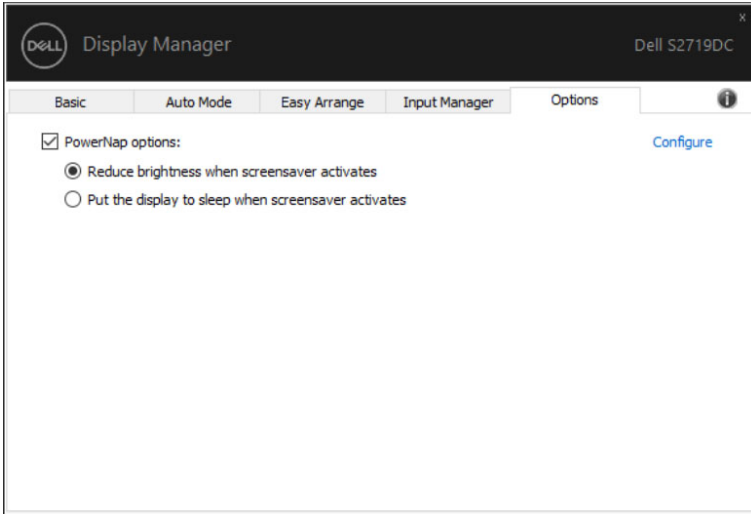 DELL Display Manager Dell S2719DC x
Basic Auto Mode Easy Arrange Input Manager Options i
PowerNap options: Configure
Reduce brightness when screensaver activates
Put the display to sleep when screensaver activates